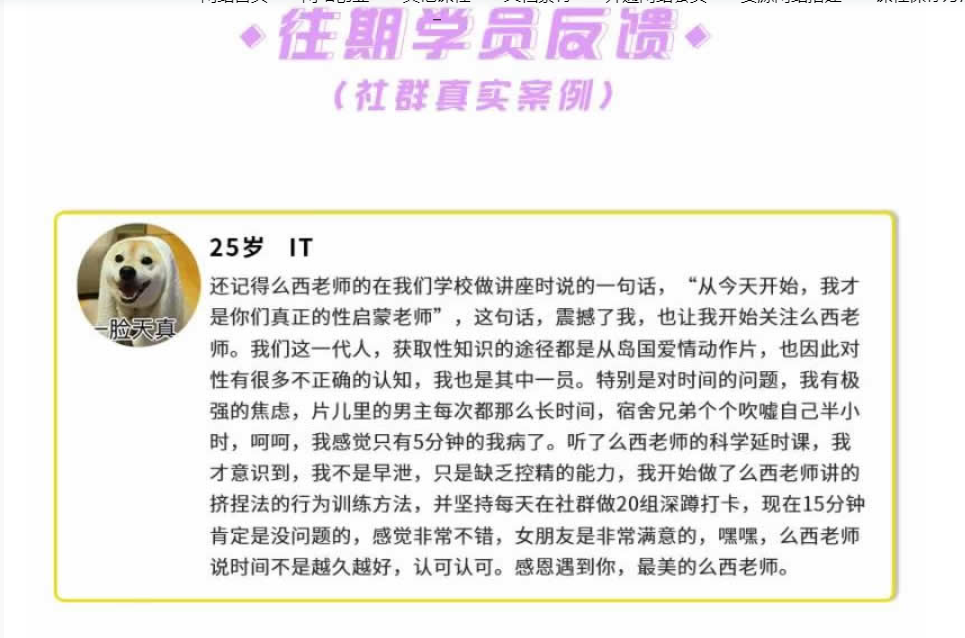 往期学员反馈
（社群真实案例）
25岁 IT
一脸天真
还记得么西老师的在我们学校做讲座时说的一句话，“从今天开始，我才
是你们真正的性启蒙老师”，这句话，震撼了我，也让我开始关注么西老
师。我们这一代人，获取性知识的途径都是从岛国爱情动作片，也因此对
性有很多不正确的认知，我也是其中一员。特别是对时间的问题，我有极
强的焦虑，片儿里的男主每次都那么长时间，宿舍兄弟个个吹嘘自己半小
时，呵呵，我感觉只有5分钟的我病了。听了么西老师的科学延时课，我
才意识到，我不是早泄，只是缺乏控精的能力，我开始做了么西老师讲的
挤捏法的行为训练方法，并坚持每天在社群做20组深蹲打卡，现在15分钟
肯定是没问题的，感觉非常不错，女朋友是非常满意的，嘿嘿，么西老师
说时间不是越久越好，认可认可。感恩遇到你，最美的么西老师。